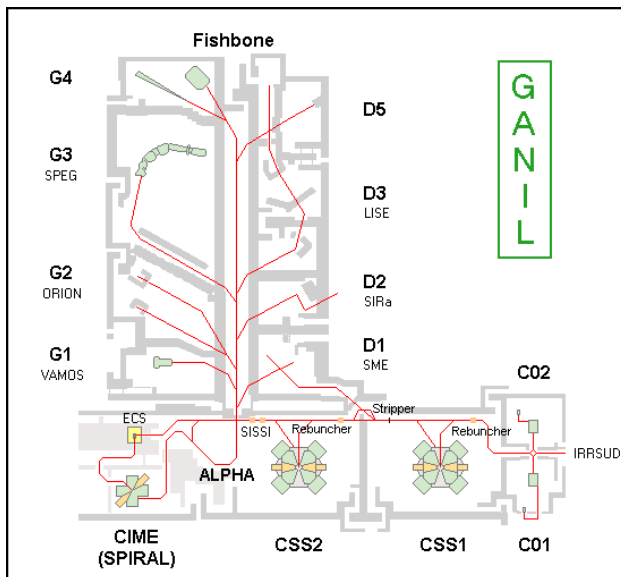 Fishbone
G4
G
A
N
I
L
D5
G3
SPEG
D3
LISE
G2
ORION
D2
SIRa
G1
VAMOS
D1
SME
C02
ECS
Stripper
SISSI
Rebuncher
Rebuncher
IRRSUD
ALPHA
CIME
(SPIRAL)
CSS2
CSS1
C01